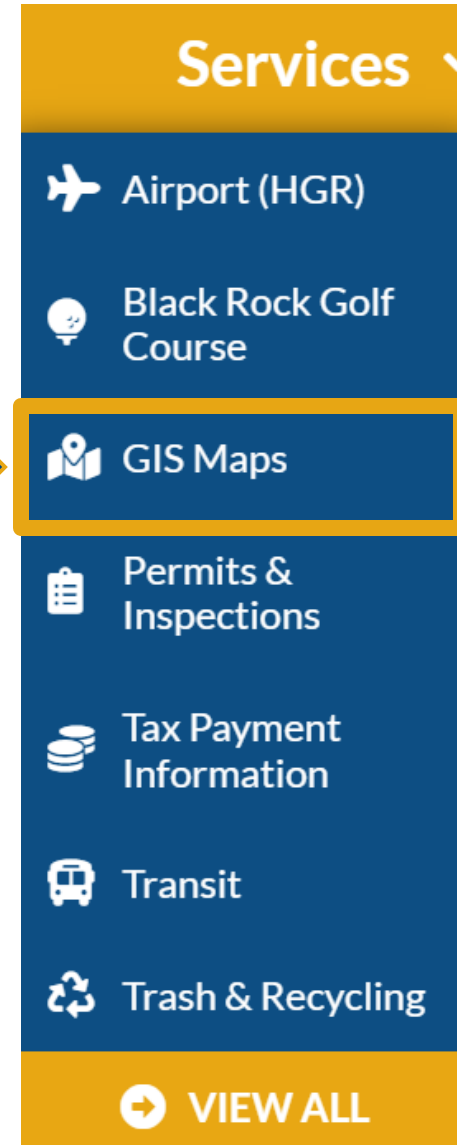 Services
Airport (HGR)
Black Rock Golf
Course
GIS Maps
Permits &
Inspections
Tax Payment
Information
Transit
Trash & Recycling
VIEW ALL